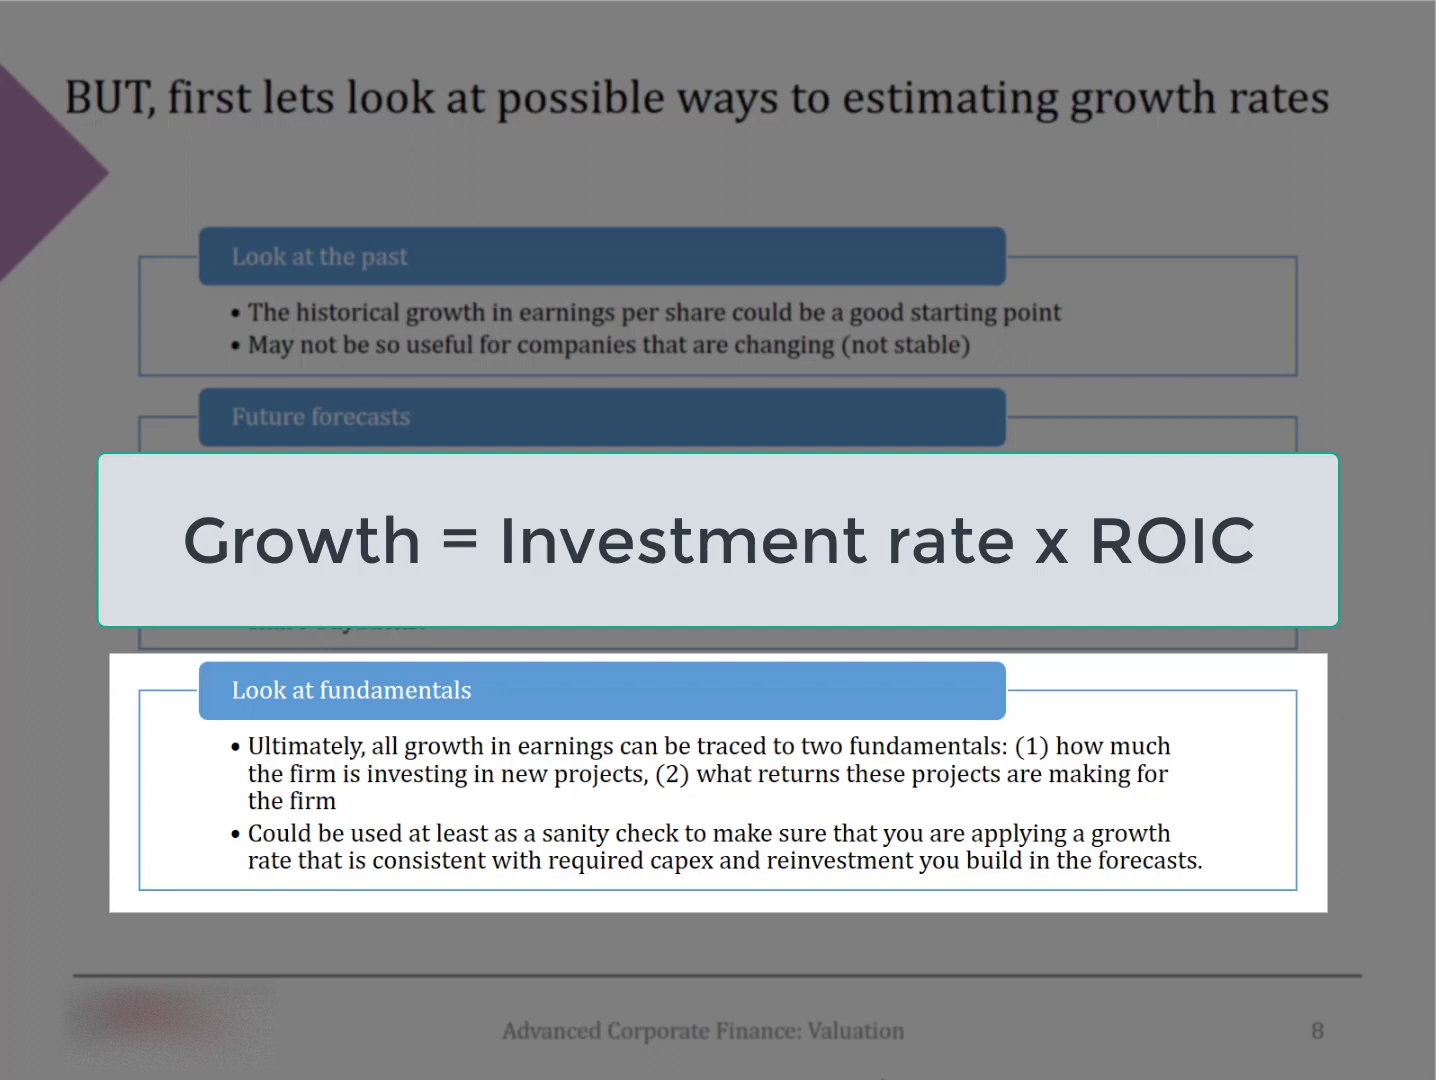 BUT, first lets look at possible ways to estimating growth rates
Look at the past
• The historical growth in earnings per share could be a good starting point
• May not be so useful for companies that are changing (not stable)
Future forecasts
Growth = Investment rate x ROIC
Look at fundamentals
• Ultimately, all growth in earnings can be traced to two fundamentals: (1) how much
the firm is investing in new projects, (2) what returns these projects are making for
the firm
• Could be used at least as a sanity check to make sure that you are applying a growth
rate that is consistent with required capex and reinvestment you build in the forecasts.
Advanced Corporate Finance: Valuation
8